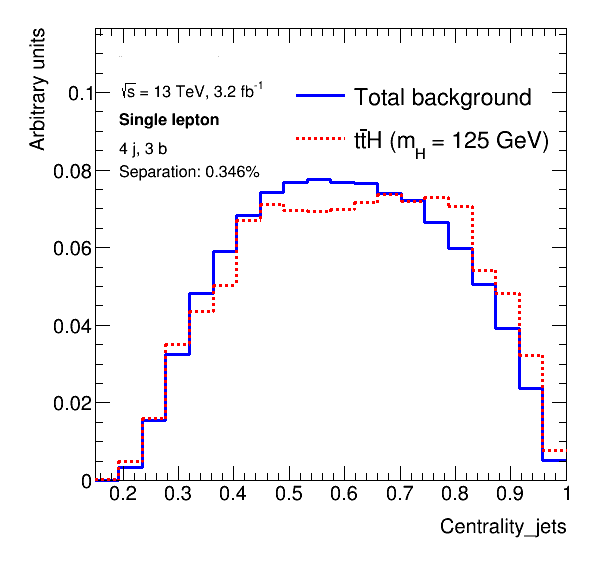 Arbitrary units
√s = 13 TeV, 3.2 fb⁻¹
Single lepton
4 j, 3 b
Separation: 0.346%
Total background
tt̄H (m_H = 125 GeV)
0.1
0.08
0.06
0.04
0.02
0
0.2 0.3 0.4 0.5 0.6 0.7 0.8 0.9 1
Centrality_jets